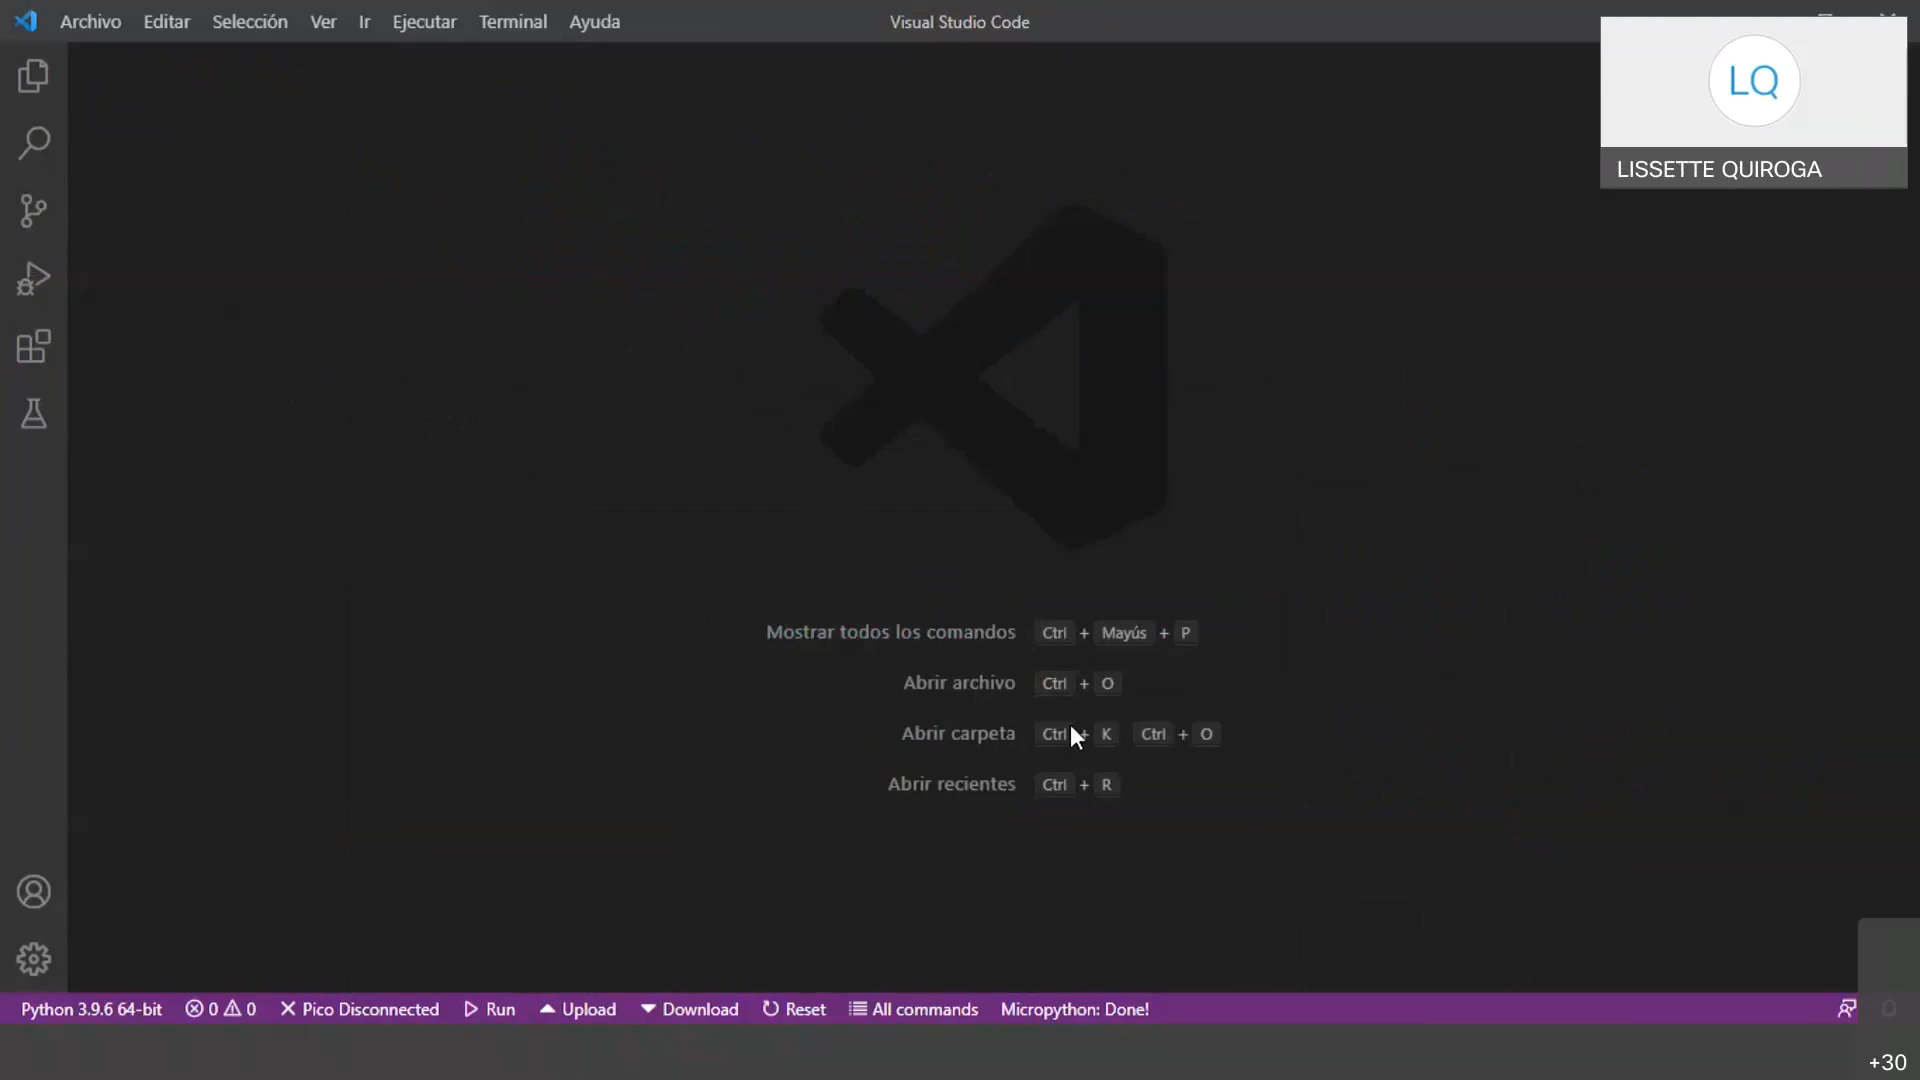 Archivo Editar Selección Ver Ir Ejecutar Terminal Ayuda Visual Studio Code
LQ
LISSETTE QUIROGA
Mostrar todos los comandos Ctrl + Mayús + P
Abrir archivo Ctrl + O
Abrir carpeta Ctrl + K Ctrl + O
Abrir recientes Ctrl + R
Python 3.9.6 64-bit 0 0 Pico Disconnected Run Upload Download Reset All commands Micropython: Done!
+30